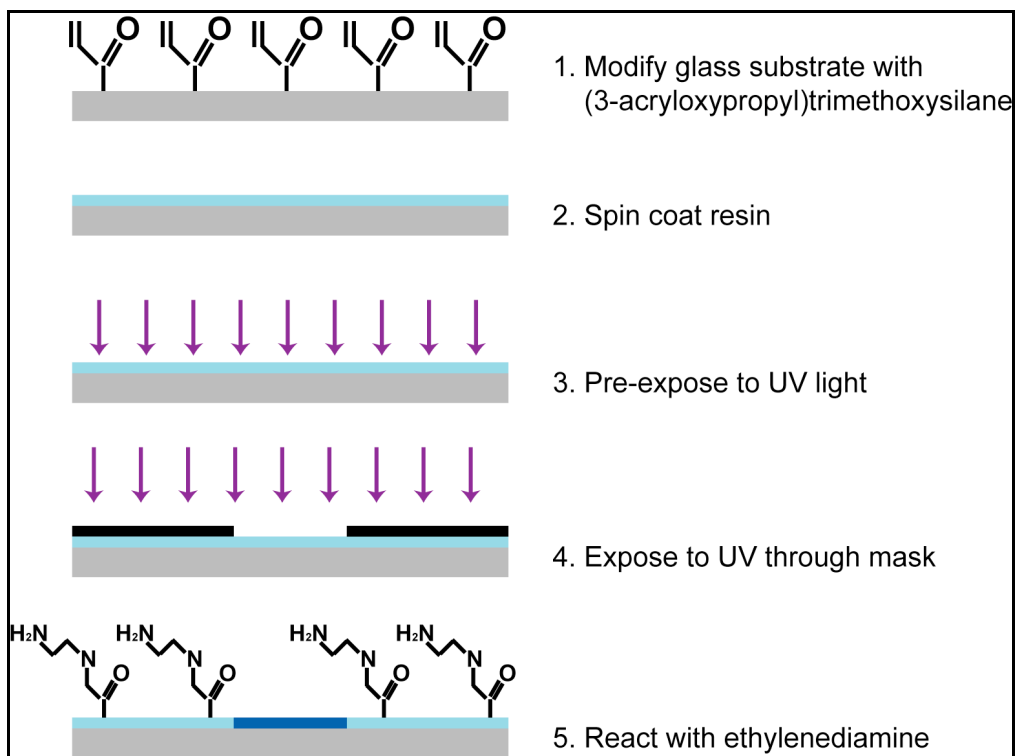 O O O O O
1. Modify glass substrate with
(3-acryloxypropyl)trimethoxysilane
2. Spin coat resin
3. Pre-expose to UV light
4. Expose to UV through mask
H₂N H₂N H₂N H₂N
N N N N
O O O O
5. React with ethylenediamine